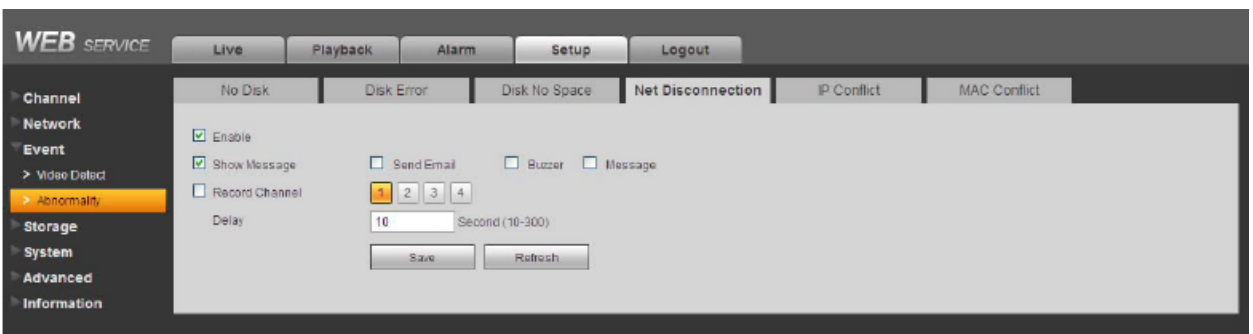 WEB SERVICE
Live Playback Alarm Setup Logout
No Disk Disk Error Disk No Space Net Disconnection IP Conflict MAC Conflict
Channel
Network
Event
> Video Detect
> Abnormality
Storage
System
Advanced
Information
Enable
Show Message Send Email Buzzer Message
Record Channel 1 2 3 4
Delay 10 Second (10-300)
Save Refresh